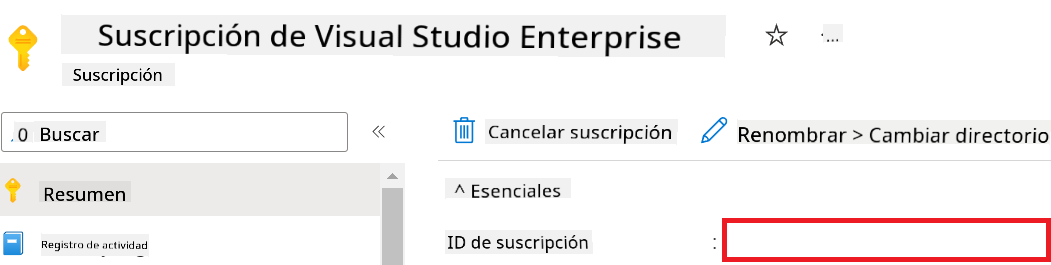 Suscripción de Visual Studio Enterprise
...
Suscripción
0 Buscar
«
Cancelar suscripción
Renombrar > Cambiar directorio
Resumen
^ Esenciales
Registro de actividad
ID de suscripción :